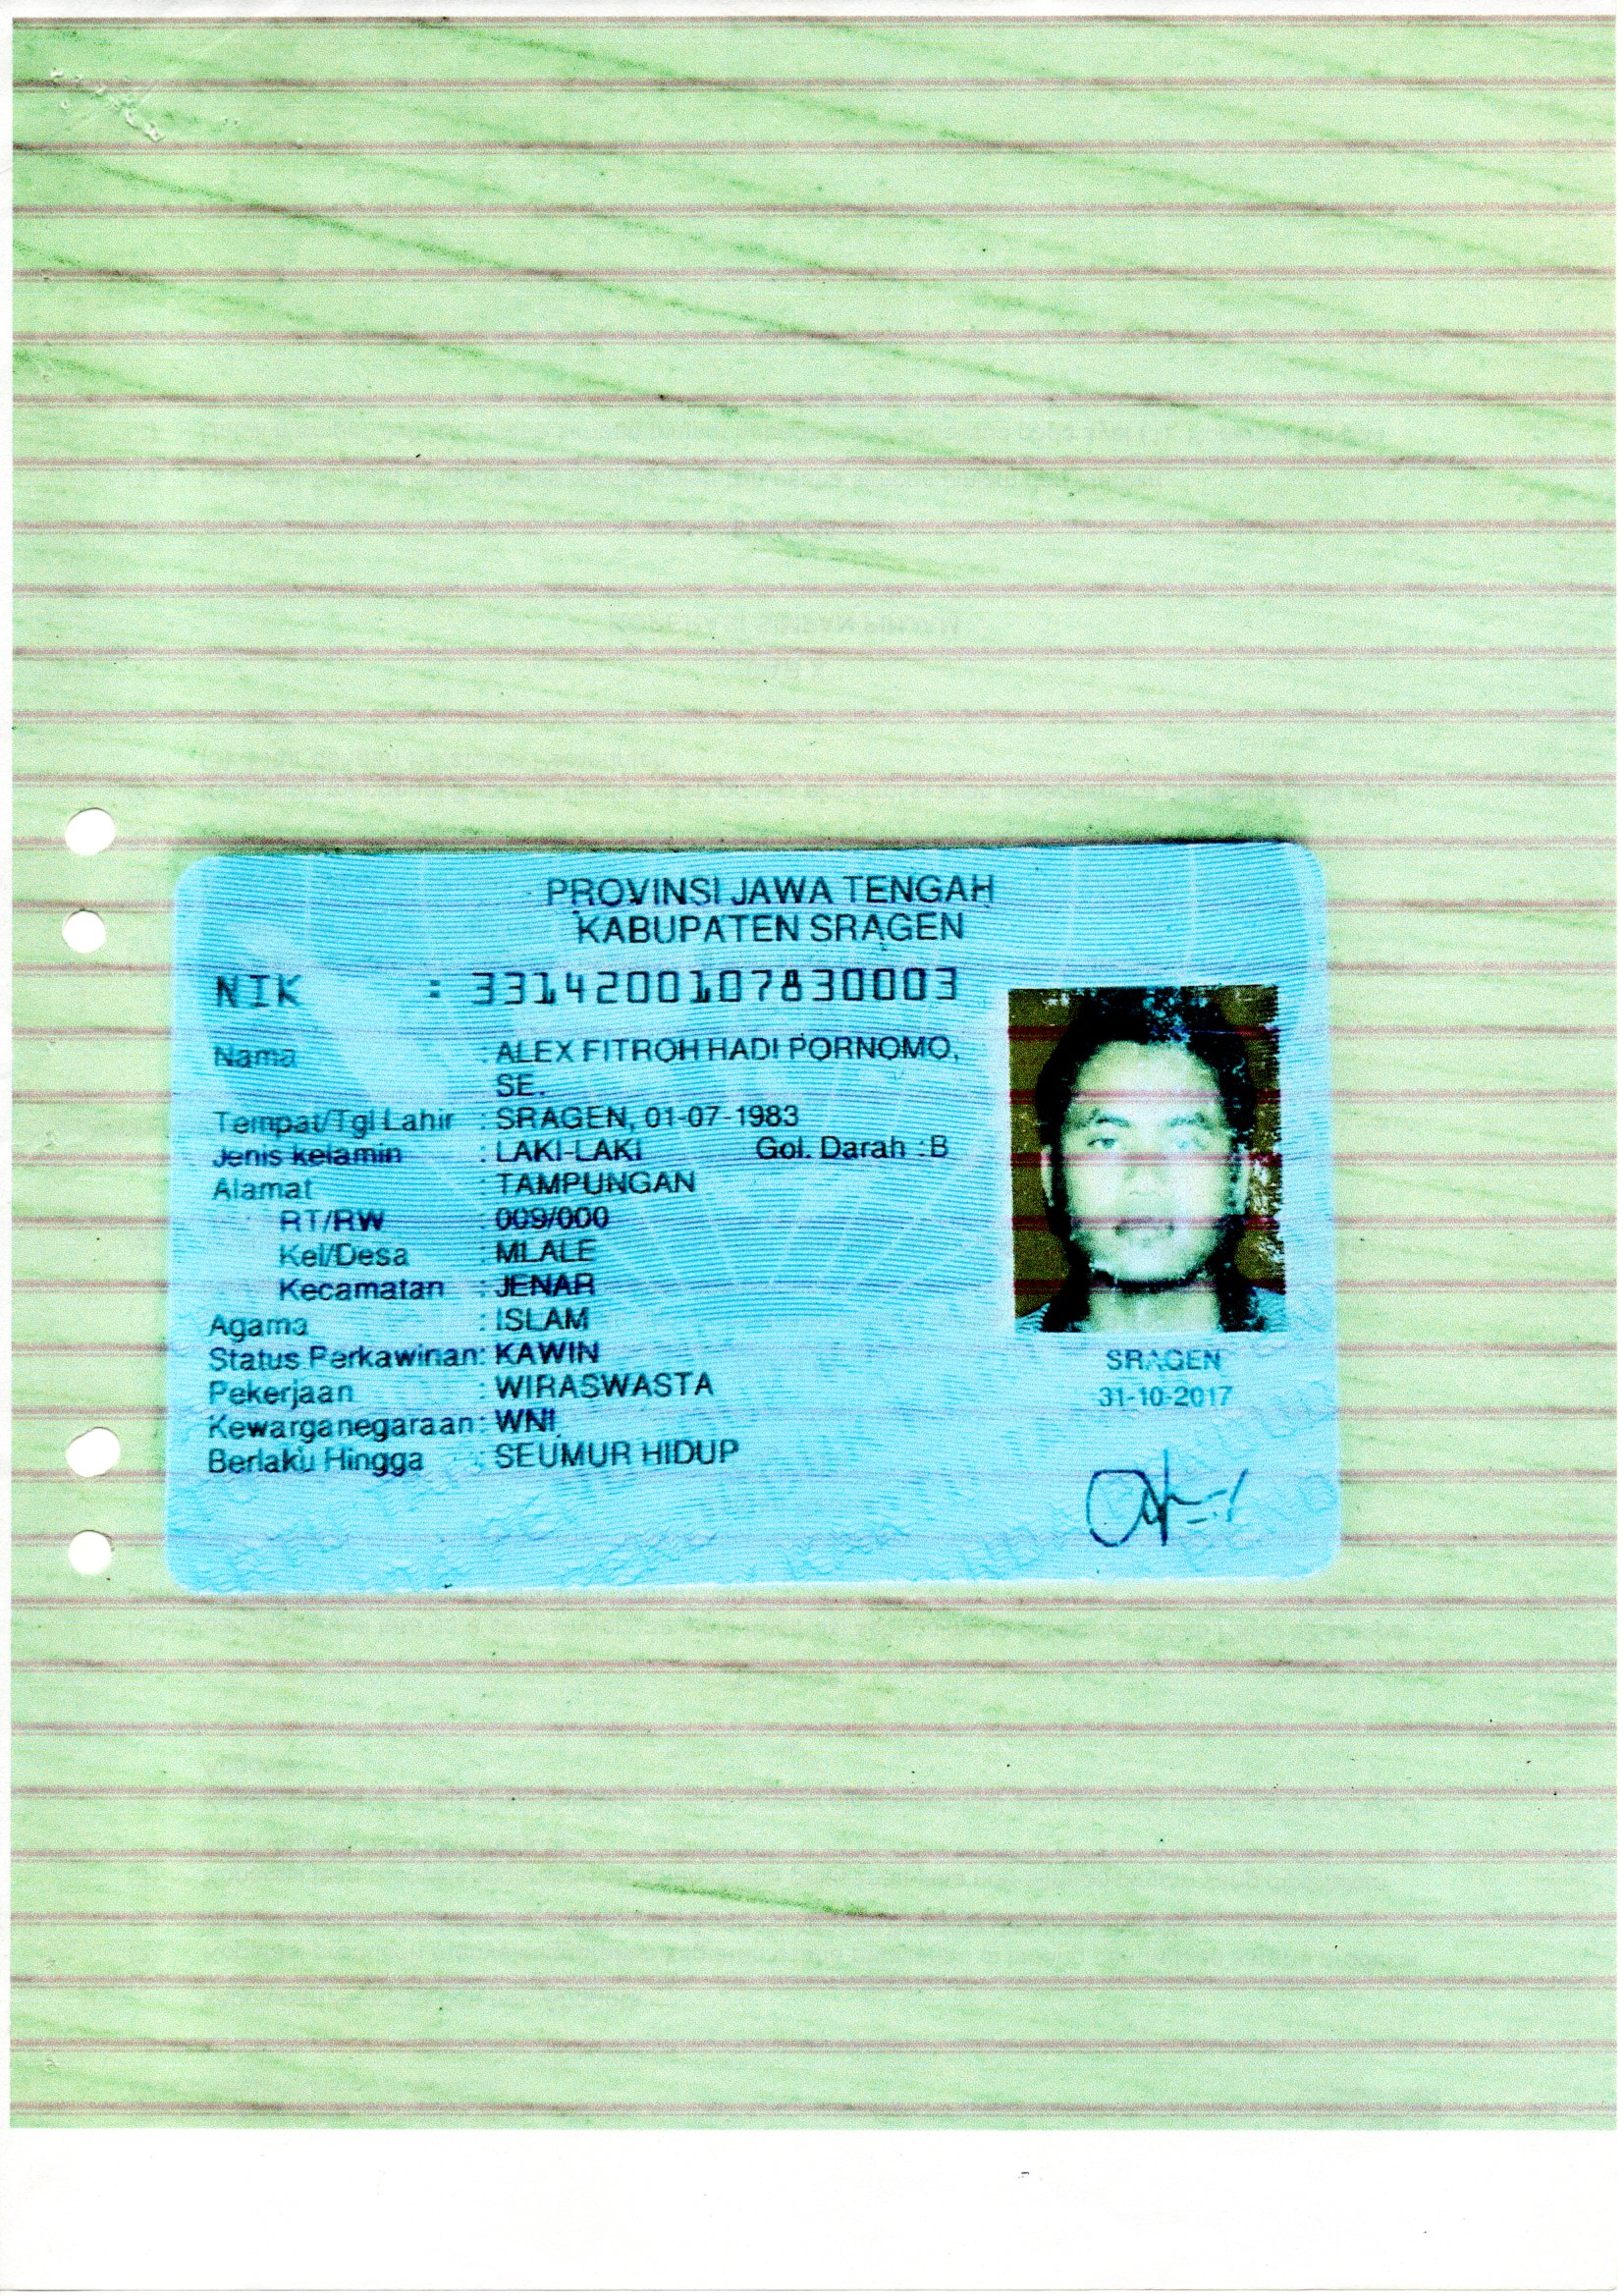 PROVINSI JAWA TENGAH
KABUPATEN SRAGEN
NIK : 3314200107830003
Nama : ALEX FITROH HADI PORNOMO,
SE.
Tempat/Tgl Lahir : SRAGEN, 01-07-1983
Jenis kelamin : LAKI-LAKI Gol. Darah : B
Alamat : TAMPUNGAN
RT/RW : 009/000
Kel/Desa : MLALE
Kecamatan : JENAR
Agama : ISLAM
Status Perkawinan: KAWIN
Pekerjaan : WIRASWASTA
Kewarganegaraan: WNI
Berlaku Hingga : SEUMUR HIDUP
SRAGEN
31-10-2017